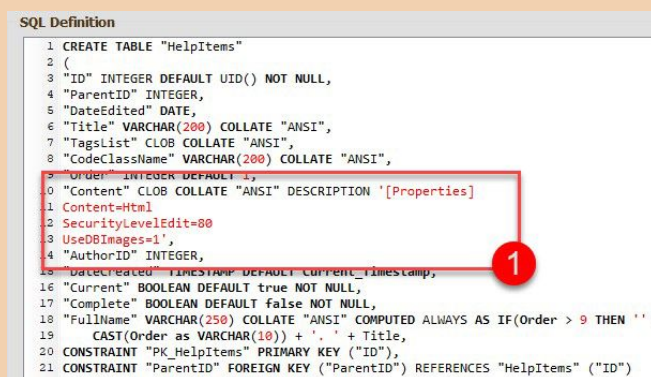 SQL Definition
1 CREATE TABLE "HelpItems"
2 (
3 "ID" INTEGER DEFAULT UID() NOT NULL,
4 "ParentID" INTEGER,
5 "DateEdited" DATE,
6 "Title" VARCHAR(200) COLLATE "ANSI",
7 "TagsList" CLOB COLLATE "ANSI",
8 "CodeClassName" VARCHAR(200) COLLATE "ANSI",
9 "Order" INTEGER DEFAULT 1,
10 "Content" CLOB COLLATE "ANSI" DESCRIPTION '[Properties]
11 Content=Html
12 SecurityLevelEdit=80
13 UseDBImages=1',
14 "AuthorID" INTEGER,
1
15 "DateCreated" TIMESTAMP DEFAULT Current_Timestamp,
16 "Current" BOOLEAN DEFAULT true NOT NULL,
17 "Complete" BOOLEAN DEFAULT false NOT NULL,
18 "FullName" VARCHAR(250) COLLATE "ANSI" COMPUTED ALWAYS AS IF(Order > 9 THEN ''
19 CAST(Order as VARCHAR(10)) + '. ' + Title,
20 CONSTRAINT "PK_HelpItems" PRIMARY KEY ("ID"),
21 CONSTRAINT "ParentID" FOREIGN KEY ("ParentID") REFERENCES "HelpItems" ("ID")